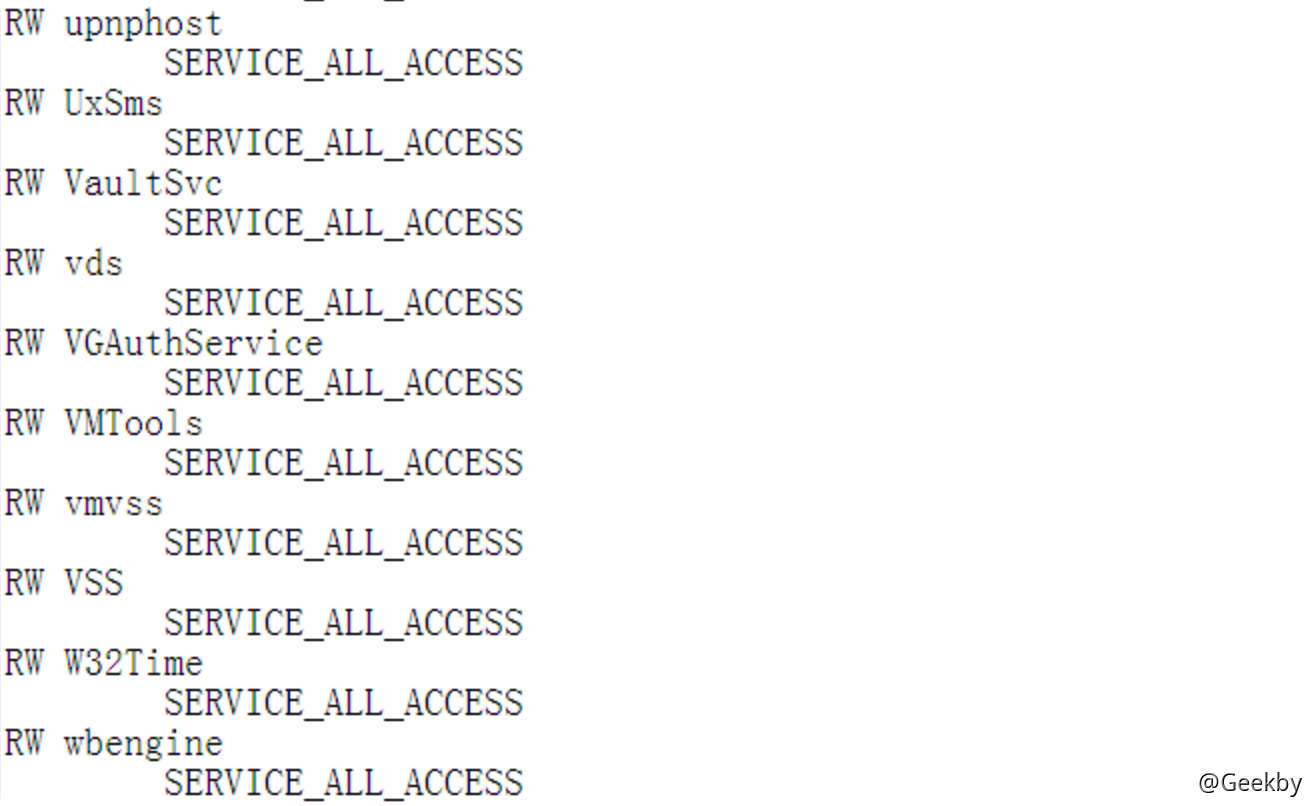 RW upnphost
SERVICE_ALL_ACCESS
RW UxSms
SERVICE_ALL_ACCESS
RW VaultSvc
SERVICE_ALL_ACCESS
RW vds
SERVICE_ALL_ACCESS
RW VGAuthService
SERVICE_ALL_ACCESS
RW VMTools
SERVICE_ALL_ACCESS
RW vmvss
SERVICE_ALL_ACCESS
RW VSS
SERVICE_ALL_ACCESS
RW W32Time
SERVICE_ALL_ACCESS
RW wbengine
SERVICE_ALL_ACCESS
@Geekby